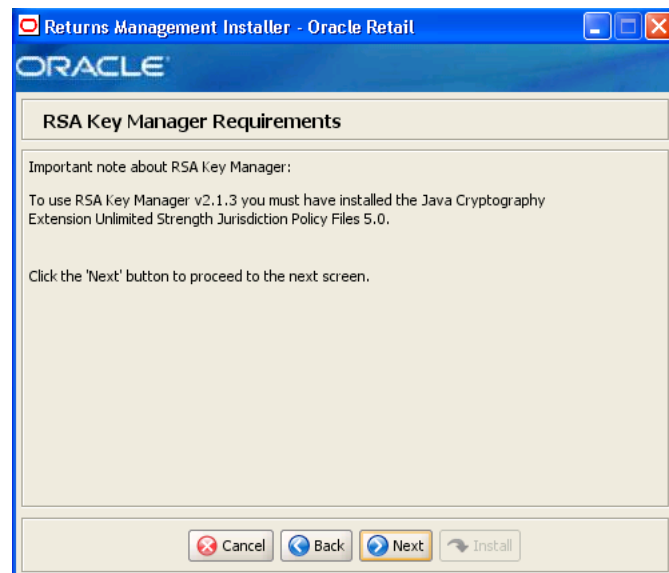 Returns Management Installer - Oracle Retail
ORACLE
RSA Key Manager Requirements
Important note about RSA Key Manager:
To use RSA Key Manager v2.1.3 you must have installed the Java Cryptography
Extension Unlimited Strength Jurisdiction Policy Files 5.0.
Click the 'Next' button to proceed to the next screen.
Cancel Back Next Install